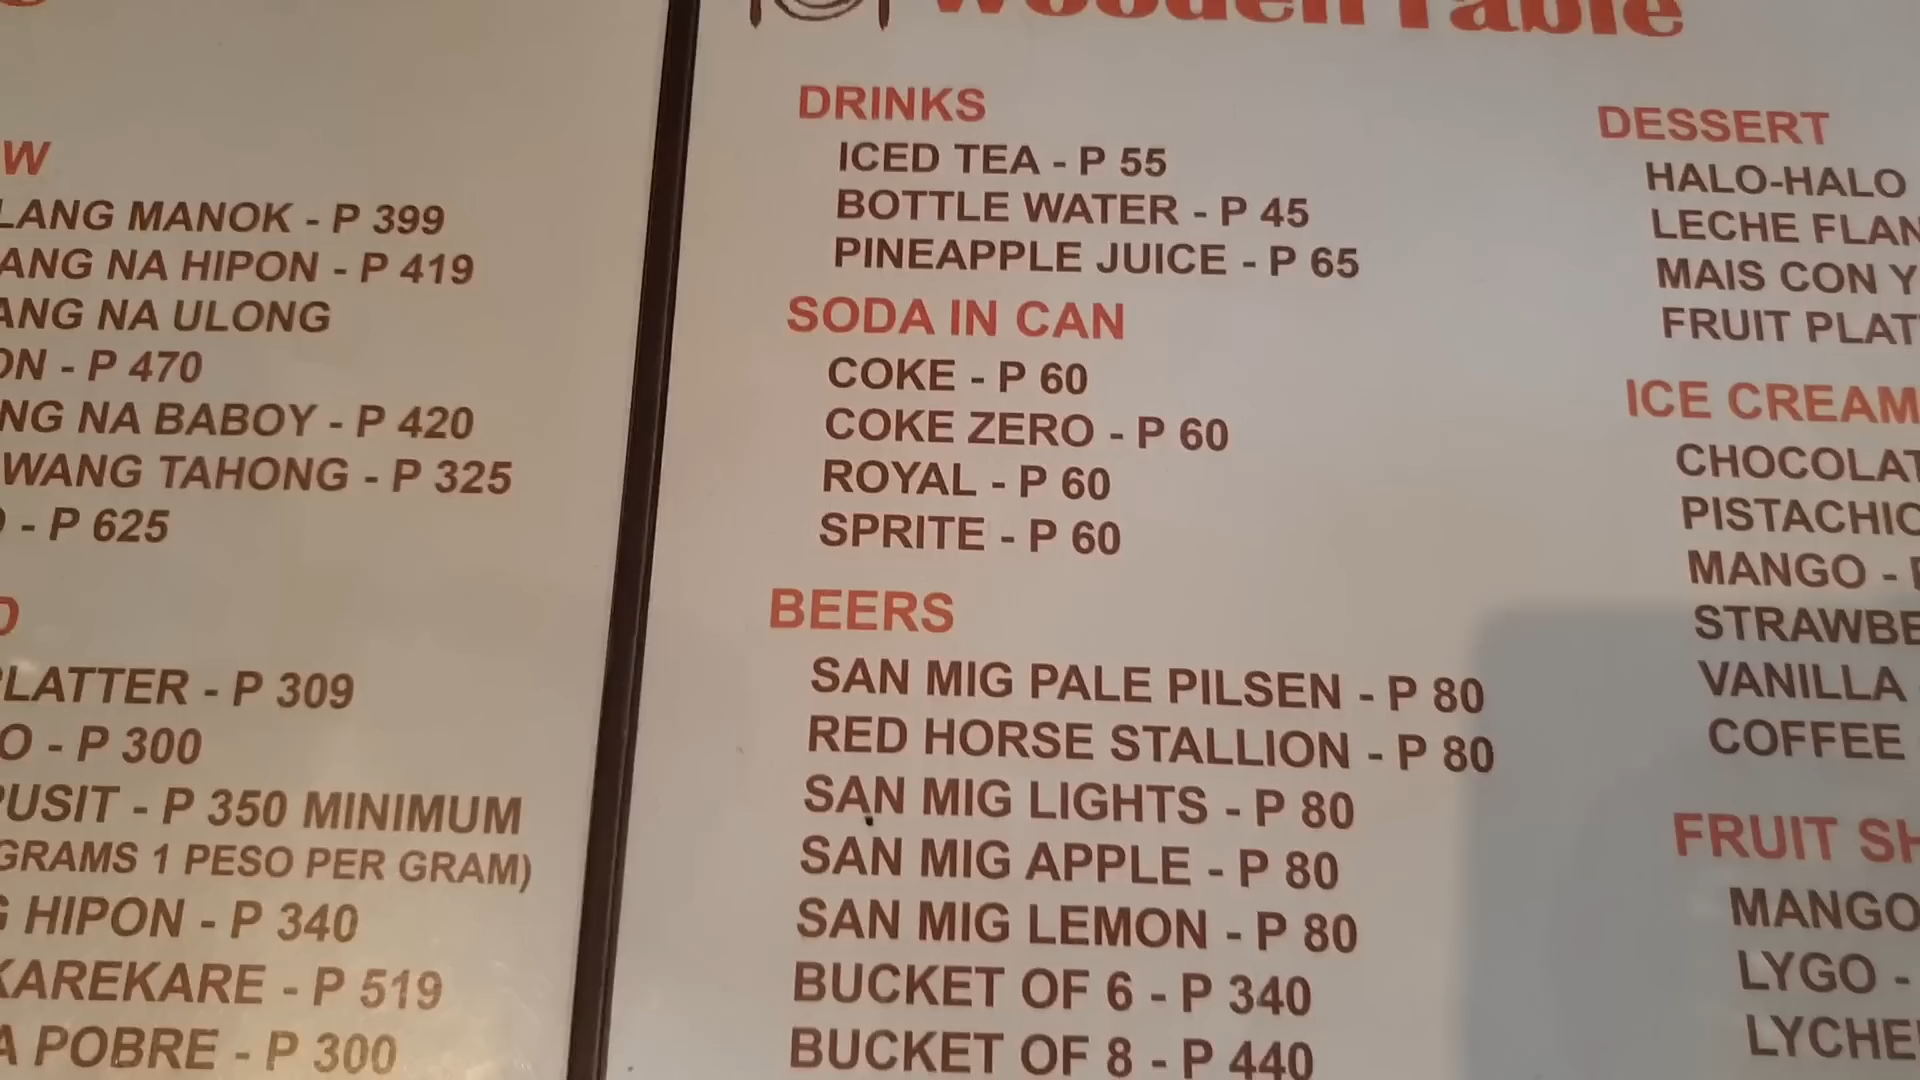 W
LANG MANOK - P 399
ANG NA HIPON - P 419
ANG NA ULONG
ON - P 470
NG NA BABOY - P 420
WANG TAHONG - P 325
- P 625
LATTER - P 309
O - P 300
PUSIT - P 350 MINIMUM
GRAMS 1 PESO PER GRAM)
HIPON - P 340
KAREKARE - P 519
A POBRE - P 300
Wooden Table
DRINKS
ICED TEA - P 55
BOTTLE WATER - P 45
PINEAPPLE JUICE - P 65
SODA IN CAN
COKE - P 60
COKE ZERO - P 60
ROYAL - P 60
SPRITE - P 60
BEERS
SAN MIG PALE PILSEN - P 80
RED HORSE STALLION - P 80
SAN MIG LIGHTS - P 80
SAN MIG APPLE - P 80
SAN MIG LEMON - P 80
BUCKET OF 6 - P 340
BUCKET OF 8 - P 440
DESSERT
HALO-HALO
LECHE FLAN
MAIS CON Y
FRUIT PLAT
ICE CREAM
CHOCOLAT
PISTACHIO
MANGO -
STRAWBE
VANILLA
COFFEE
FRUIT SH
MANGO
LYGO -
LYCHE